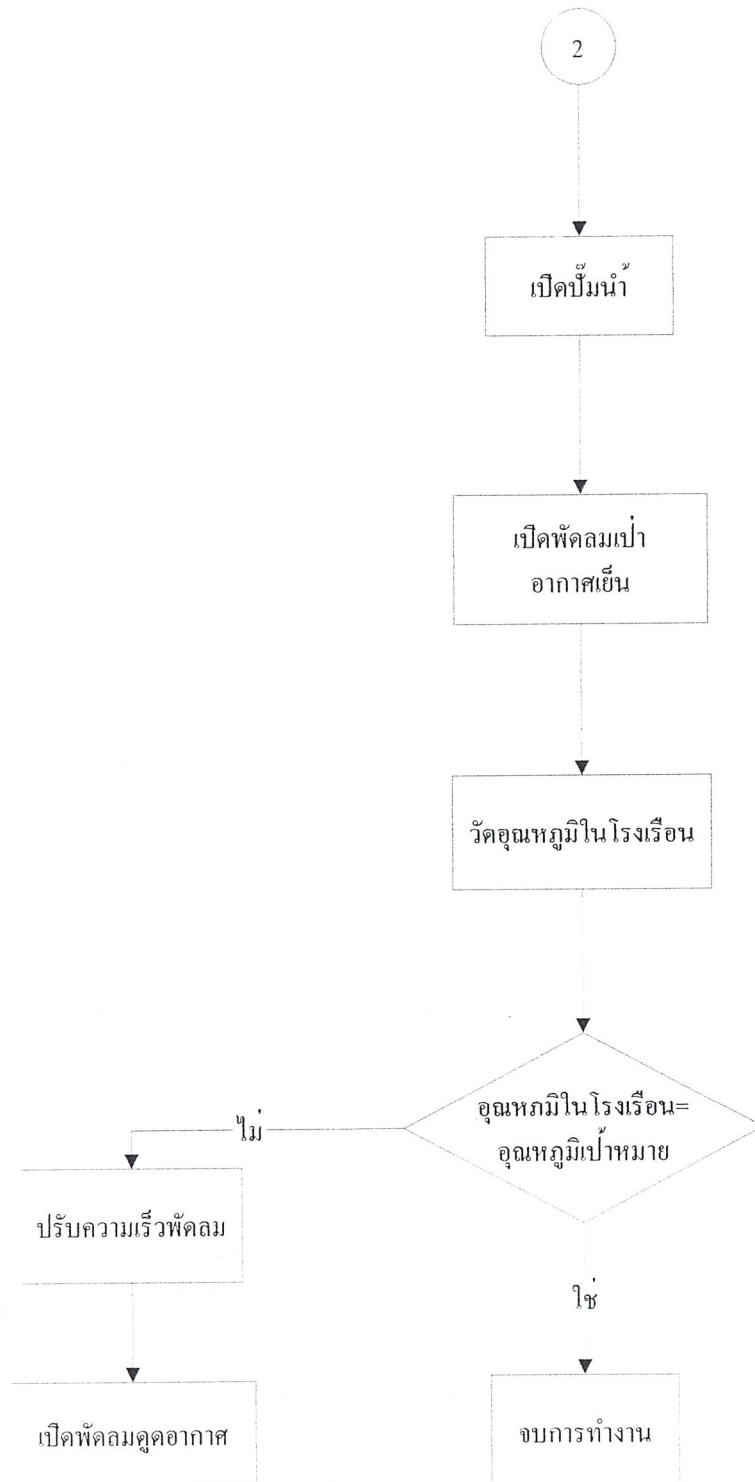 2
เปิดปั๊มน้ำ
เปิดพัดลมเป่า
อากาศเย็น
วัดอุณหภูมิในโรงเรือน
อุณหภมิในโรงเรือน=
อุณหภูมิเป้าหมาย
ไม่
ปรับความเร็วพัดลม
ใช่
เปิดพัดลมดูดอากาศ
จบการทำงาน